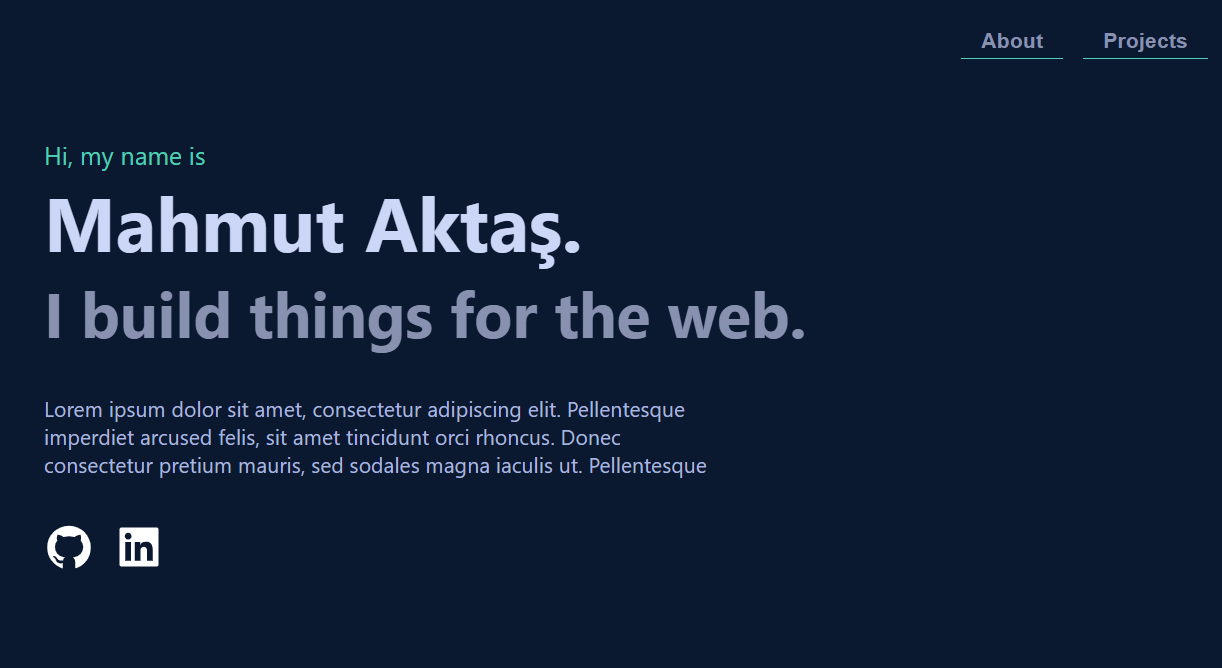 About Projects
Hi, my name is
Mahmut Aktaş.
I build things for the web.
Lorem ipsum dolor sit amet, consectetur adipiscing elit. Pellentesque
imperdiet arcused felis, sit amet tincidunt orci rhoncus. Donec
consectetur pretium mauris, sed sodales magna iaculis ut. Pellentesque
in